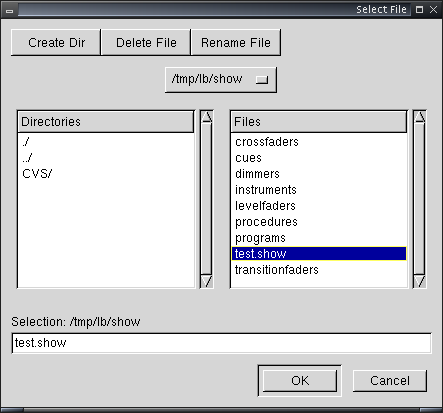 Select File
Create Dir Delete File Rename File
/tmp/lb/show
Directories
./
../
CVS/
Files
crossfaders
cues
dimmers
instruments
levelfaders
procedures
programs
test.show
transitionfaders
Selection: /tmp/lb/show
test.show
OK Cancel